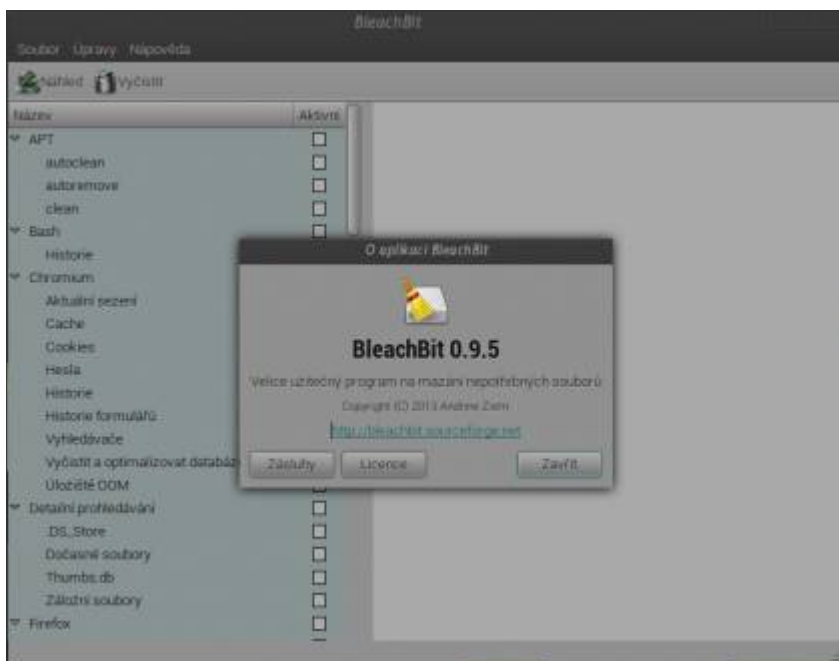 BleachBit
Soubor Úpravy Nápověda
Náhled Vyčistit
Název Aktivní
APT
autoclean
autoremove
clean
Bash
Historie
Chromium
Aktuální sezení
Cache
Cookies
Hesla
Historie
Historie formulářů
Vyhledávače
Vyčistit a optimalizovat databáz
Úložiště DOM
Detailní prohledávání
.DS_Store
Dočasné soubory
Thumbs.db
Záložní soubory
Firefox
O aplikaci BleachBit
BleachBit 0.9.5
Velice užitečný program na mazání nepotřebných souborů
Copyright (C) 2013 Andrew Ziem
http://bleachbit.sourceforge.net
Zásluhy Licence Zavřít